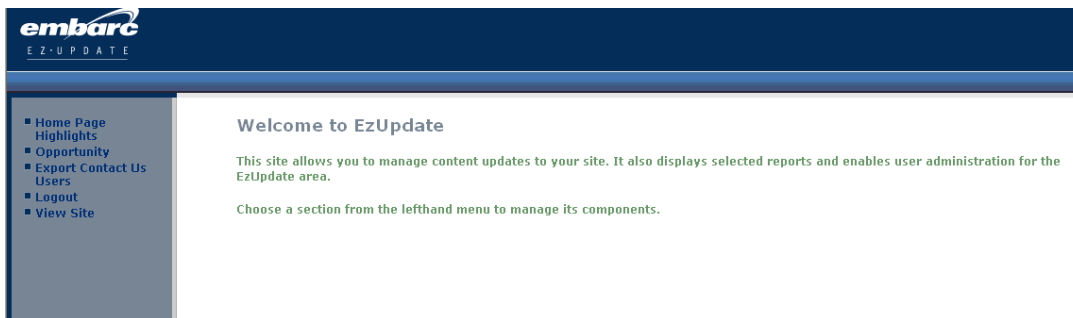 embarc
EZ·UPDATE
Home Page
Highlights
Opportunity
Export Contact Us
Users
Logout
View Site
Welcome to EzUpdate
This site allows you to manage content updates to your site. It also displays selected reports and enables user administration for the
EzUpdate area.
Choose a section from the lefthand menu to manage its components.